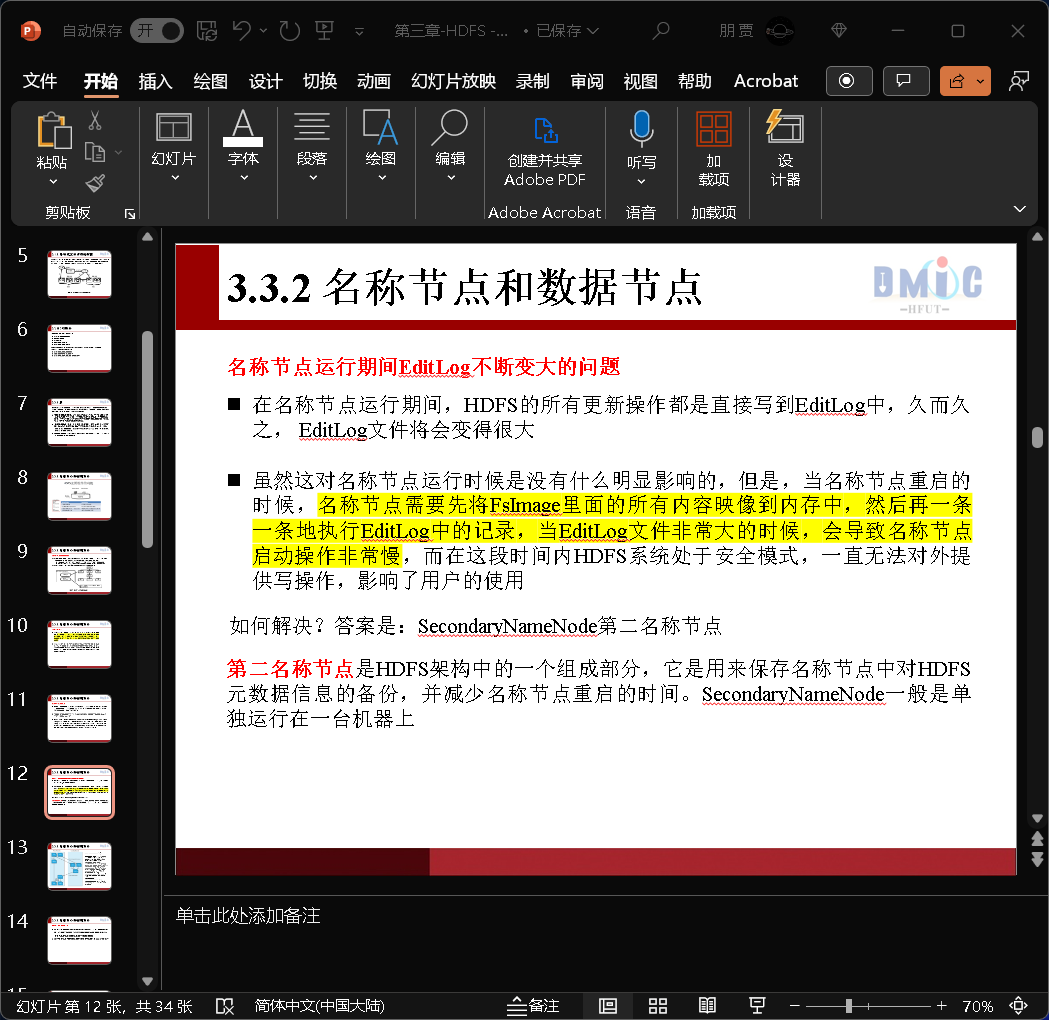 自动保存 开 第三章-HDFS -... • 已保存 朋 贾
文件 开始 插入 绘图 设计 切换 动画 幻灯片放映 录制 审阅 视图 帮助 Acrobat
粘贴 幻灯片 字体 段落 绘图 编辑 创建并共享 Adobe PDF 听写 加载项 设计器
剪贴板 Adobe Acrobat 语音 加载项
5
6
7
8
9
10
11
12
13
14
3.3.2 名称节点和数据节点
DMiC
-HFUT-
名称节点运行期间EditLog不断变大的问题
■ 在名称节点运行期间，HDFS的所有更新操作都是直接写到EditLog中，久而久
之， EditLog文件将会变得很大
■ 虽然这对名称节点运行时候是没有什么明显影响的，但是，当名称节点重启的
时候，名称节点需要先将FsImage里面的所有内容映像到内存中，然后再一条
一条地执行EditLog中的记录，当EditLog文件非常大的时候，会导致名称节点
启动操作非常慢，而在这段时间内HDFS系统处于安全模式，一直无法对外提
供写操作，影响了用户的使用
如何解决？答案是：SecondaryNameNode第二名称节点
第二名称节点是HDFS架构中的一个组成部分，它是用来保存名称节点中对HDFS
元数据信息的备份，并减少名称节点重启的时间。SecondaryNameNode一般是单
独运行在一台机器上
单击此处添加备注
幻灯片 第 12 张，共 34 张 简体中文(中国大陆) 备注 70%